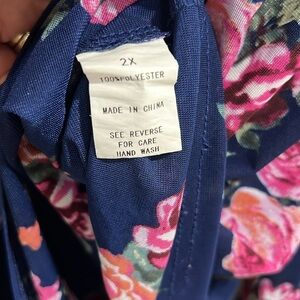 2X
100%POLYESTER
MADE IN CHINA
SEE REVERSE
FOR CARE
HAND WASH